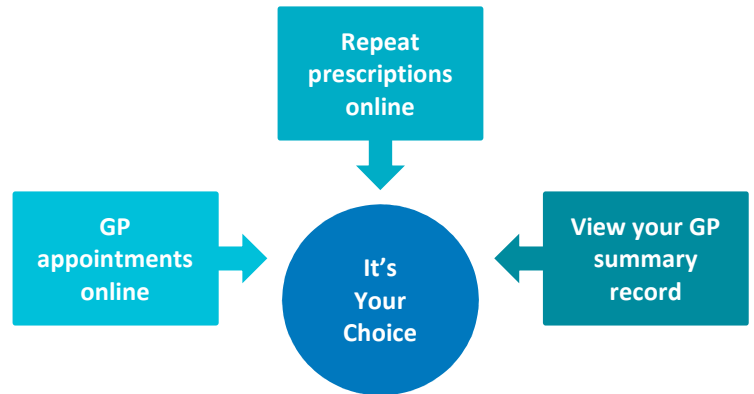 Repeat
prescriptions
online
GP
appointments
online
It’s
Your
Choice
View your GP
summary
record